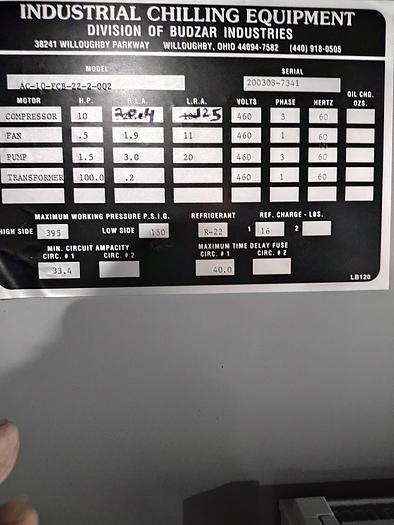 INDUSTRIAL CHILLING EQUIPMENT
DIVISION OF BUDZAR INDUSTRIES
38241 WILLOUGHBY PARKWAY WILLOUGHBY, OHIO 44094-7582 (440) 918-0505
MODEL SERIAL
AC-10-FCR-22-2-002 200308-7341
MOTOR H.P. R.L.A. L.R.A. VOLTS PHASE HERTZ OIL CHG. OZS.
COMPRESSOR 10 125 460 3 60
FAN .5 1.9 11 460 1 60
PUMP 1.5 3.0 20 460 3 60
TRANSFORMER 100.0 .2 460 1 60
MAXIMUM WORKING PRESSURE P.S.I.G. REFRIGERANT REF. CHARGE - LBS.
HIGH SIDE 395 LOW SIDE 150 R-22 1 16 2
MIN. CIRCUIT AMPACITY MAXIMUM TIME DELAY FUSE
CIRC. # 1 CIRC. # 2 CIRC. # 1 CIRC. # 2
33.4 40.0
LB120